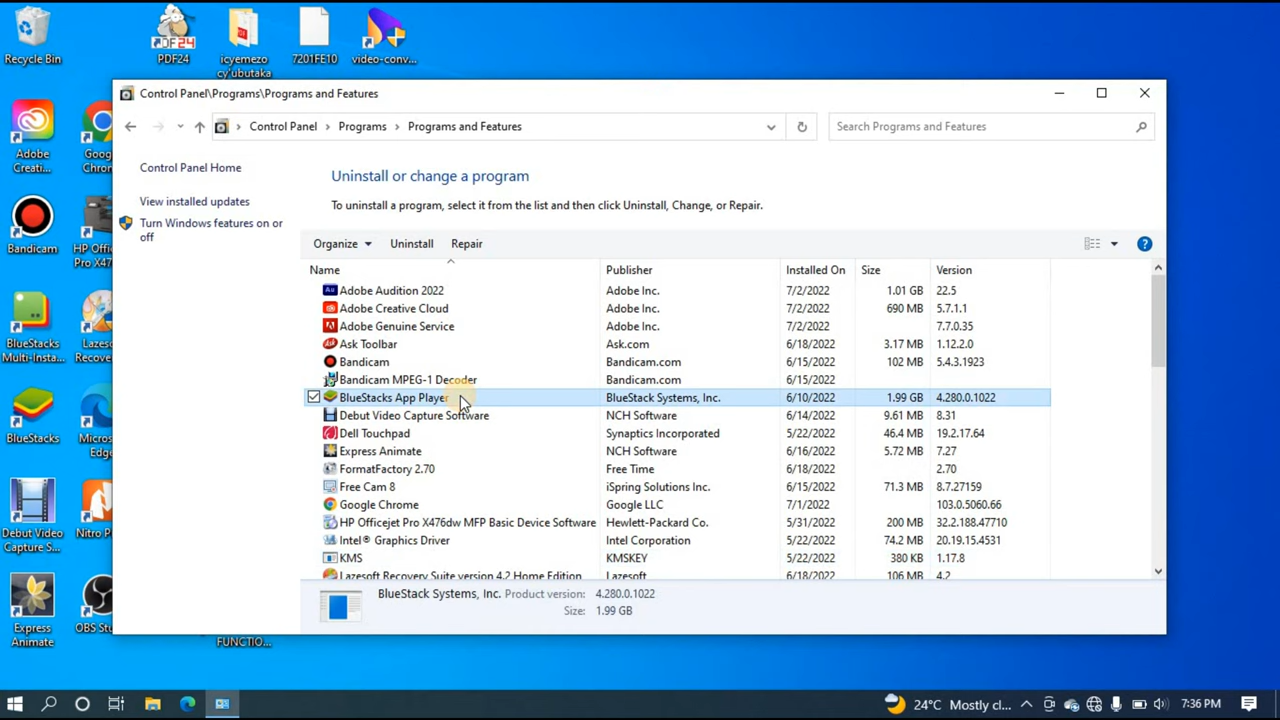 Recycle Bin
PDF24
icyemezo cy'ubutaka
7201FE10
video-conv...
Adobe Creati...
Bandicam
BlueStacks Multi-Insta...
BlueStacks
Debut Video Capture S...
Express Animate
Goog Chron
HP Office Pro X47
Lazeso Recove
Micros Edge
Nitro P
OBS Stu
FUNCTIO...
Control Panel\Programs\Programs and Features
Control Panel > Programs > Programs and Features
Search Programs and Features
Control Panel Home
View installed updates
Turn Windows features on or
off
Uninstall or change a program
To uninstall a program, select it from the list and then click Uninstall, Change, or Repair.
Organize Uninstall Repair
Name Publisher Installed On Size Version
Adobe Audition 2022 Adobe Inc. 7/2/2022 1.01 GB 22.5
Adobe Creative Cloud Adobe Inc. 7/2/2022 690 MB 5.7.1.1
Adobe Genuine Service Adobe Inc. 7/2/2022 7.7.0.35
Ask Toolbar Ask.com 6/18/2022 3.17 MB 1.12.2.0
Bandicam Bandicam.com 6/15/2022 102 MB 5.4.3.1923
Bandicam MPEG-1 Decoder Bandicam.com 6/15/2022
BlueStacks App Player BlueStack Systems, Inc. 6/10/2022 1.99 GB 4.280.0.1022
Debut Video Capture Software NCH Software 6/15/2022 9.61 MB 8.31
Dell Touchpad Synaptics Incorporated 5/22/2022 46.4 MB 19.2.17.64
Express Animate NCH Software 6/16/2022 5.72 MB 7.27
FormatFactory 2.70 Free Time 6/18/2022 2.70
Free Cam 8 iSpring Solutions Inc. 6/15/2022 71.3 MB 8.7.27159
Google Chrome Google LLC 7/1/2022 103.0.5060.66
HP Officejet Pro X476dw MFP Basic Device Software Hewlett-Packard Co. 5/31/2022 200 MB 32.2.188.47710
Intel® Graphics Driver Intel Corporation 5/22/2022 74.2 MB 20.19.15.4531
KMS KMSKEY 5/22/2022 380 KB 1.17.8
Lazesoft Recovery Suite version 4.2 Home Edition Lazesoft 6/18/2022 106 MB 4.2
BlueStack Systems, Inc. Product version: 4.280.0.1022
Size: 1.99 GB
24°C Mostly cl... 7:36 PM